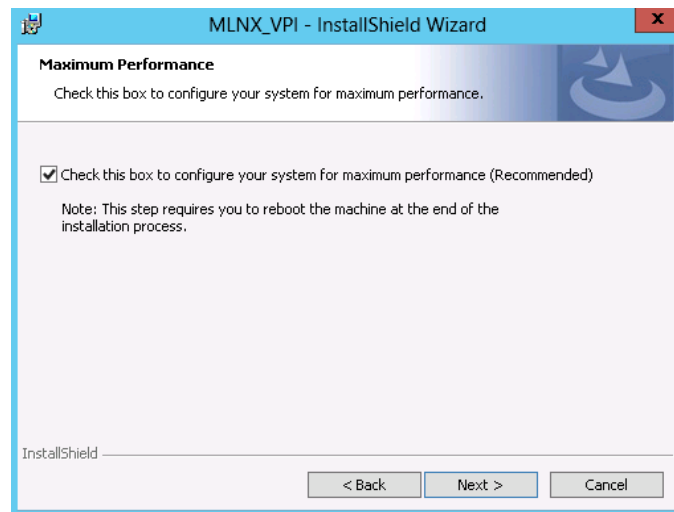 MLNX_VPI - InstallShield Wizard
x
Maximum Performance
Check this box to configure your system for maximum performance.
Check this box to configure your system for maximum performance (Recommended)
Note: This step requires you to reboot the machine at the end of the
installation process.
InstallShield
< Back
Next >
Cancel